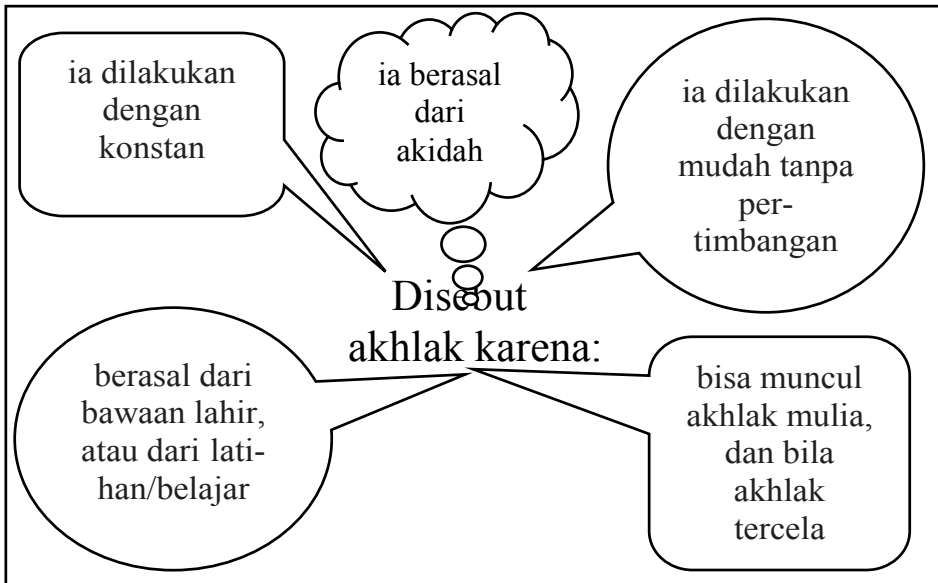 ia dilakukan
dengan
konstan
ia berasal
dari
akidah
ia dilakukan
dengan
mudah tanpa
per-
timbangan
Disebut
akhlak karena:
berasal dari
bawaan lahir,
atau dari lati-
han/belajar
bisa muncul
akhlak mulia,
dan bila
akhlak
tercela